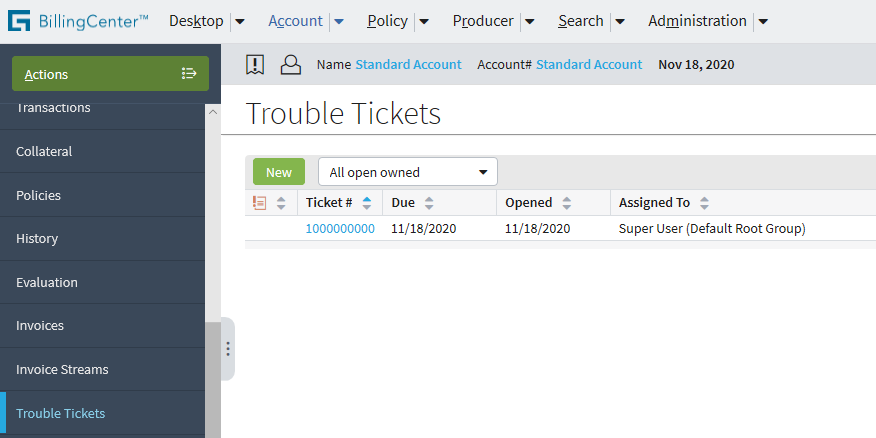 BillingCenter™ Desktop Account Policy Producer Search Administration
Actions
Name Standard Account Account# Standard Account Nov 18, 2020
Transactions
Collateral
Policies
History
Evaluation
Invoices
Invoice Streams
Trouble Tickets
Trouble Tickets
New All open owned
Ticket # Due Opened Assigned To
1000000000 11/18/2020 11/18/2020 Super User (Default Root Group)